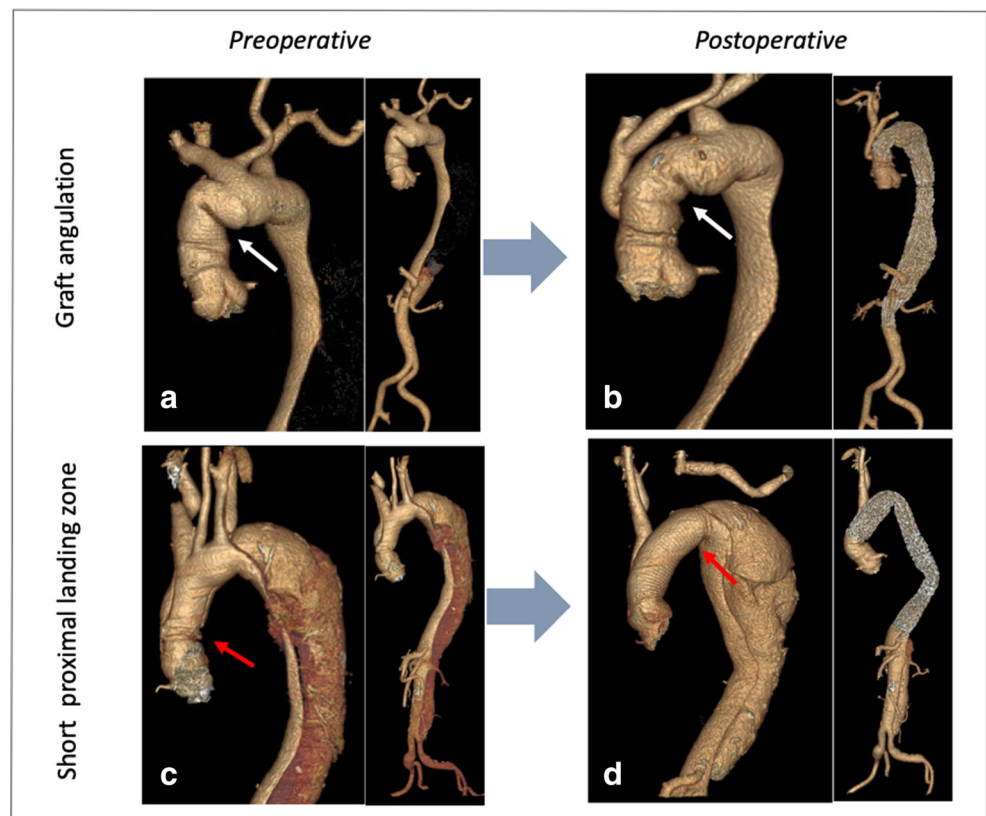 Preoperative
Postoperative
Graft angulation
a
b
Short proximal landing zone
c
d